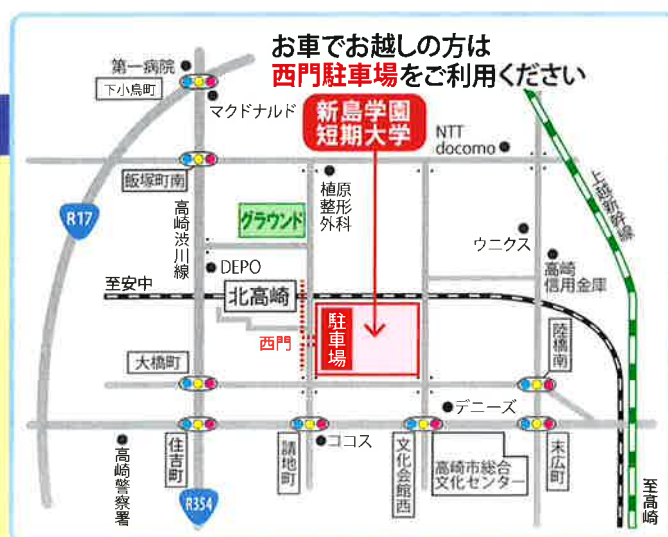 お車でお越しの方は
西門駐車場をご利用ください
第一病院
下小鳥町
マクドナルド
新島学園
短期大学
NTT
docomo
飯塚町南
植原
整形
外科
上越新幹線
R17
高崎渋川線
グラウンド
ウニクス
DEPO
高崎
信用金庫
至安中
北高崎
西門
駐車場
陸橋南
大橋町
デニーズ
高崎警察署
住吉町
請地町
ココス
文化会館西
高崎市総合
文化センター
末広町
至高崎
R354